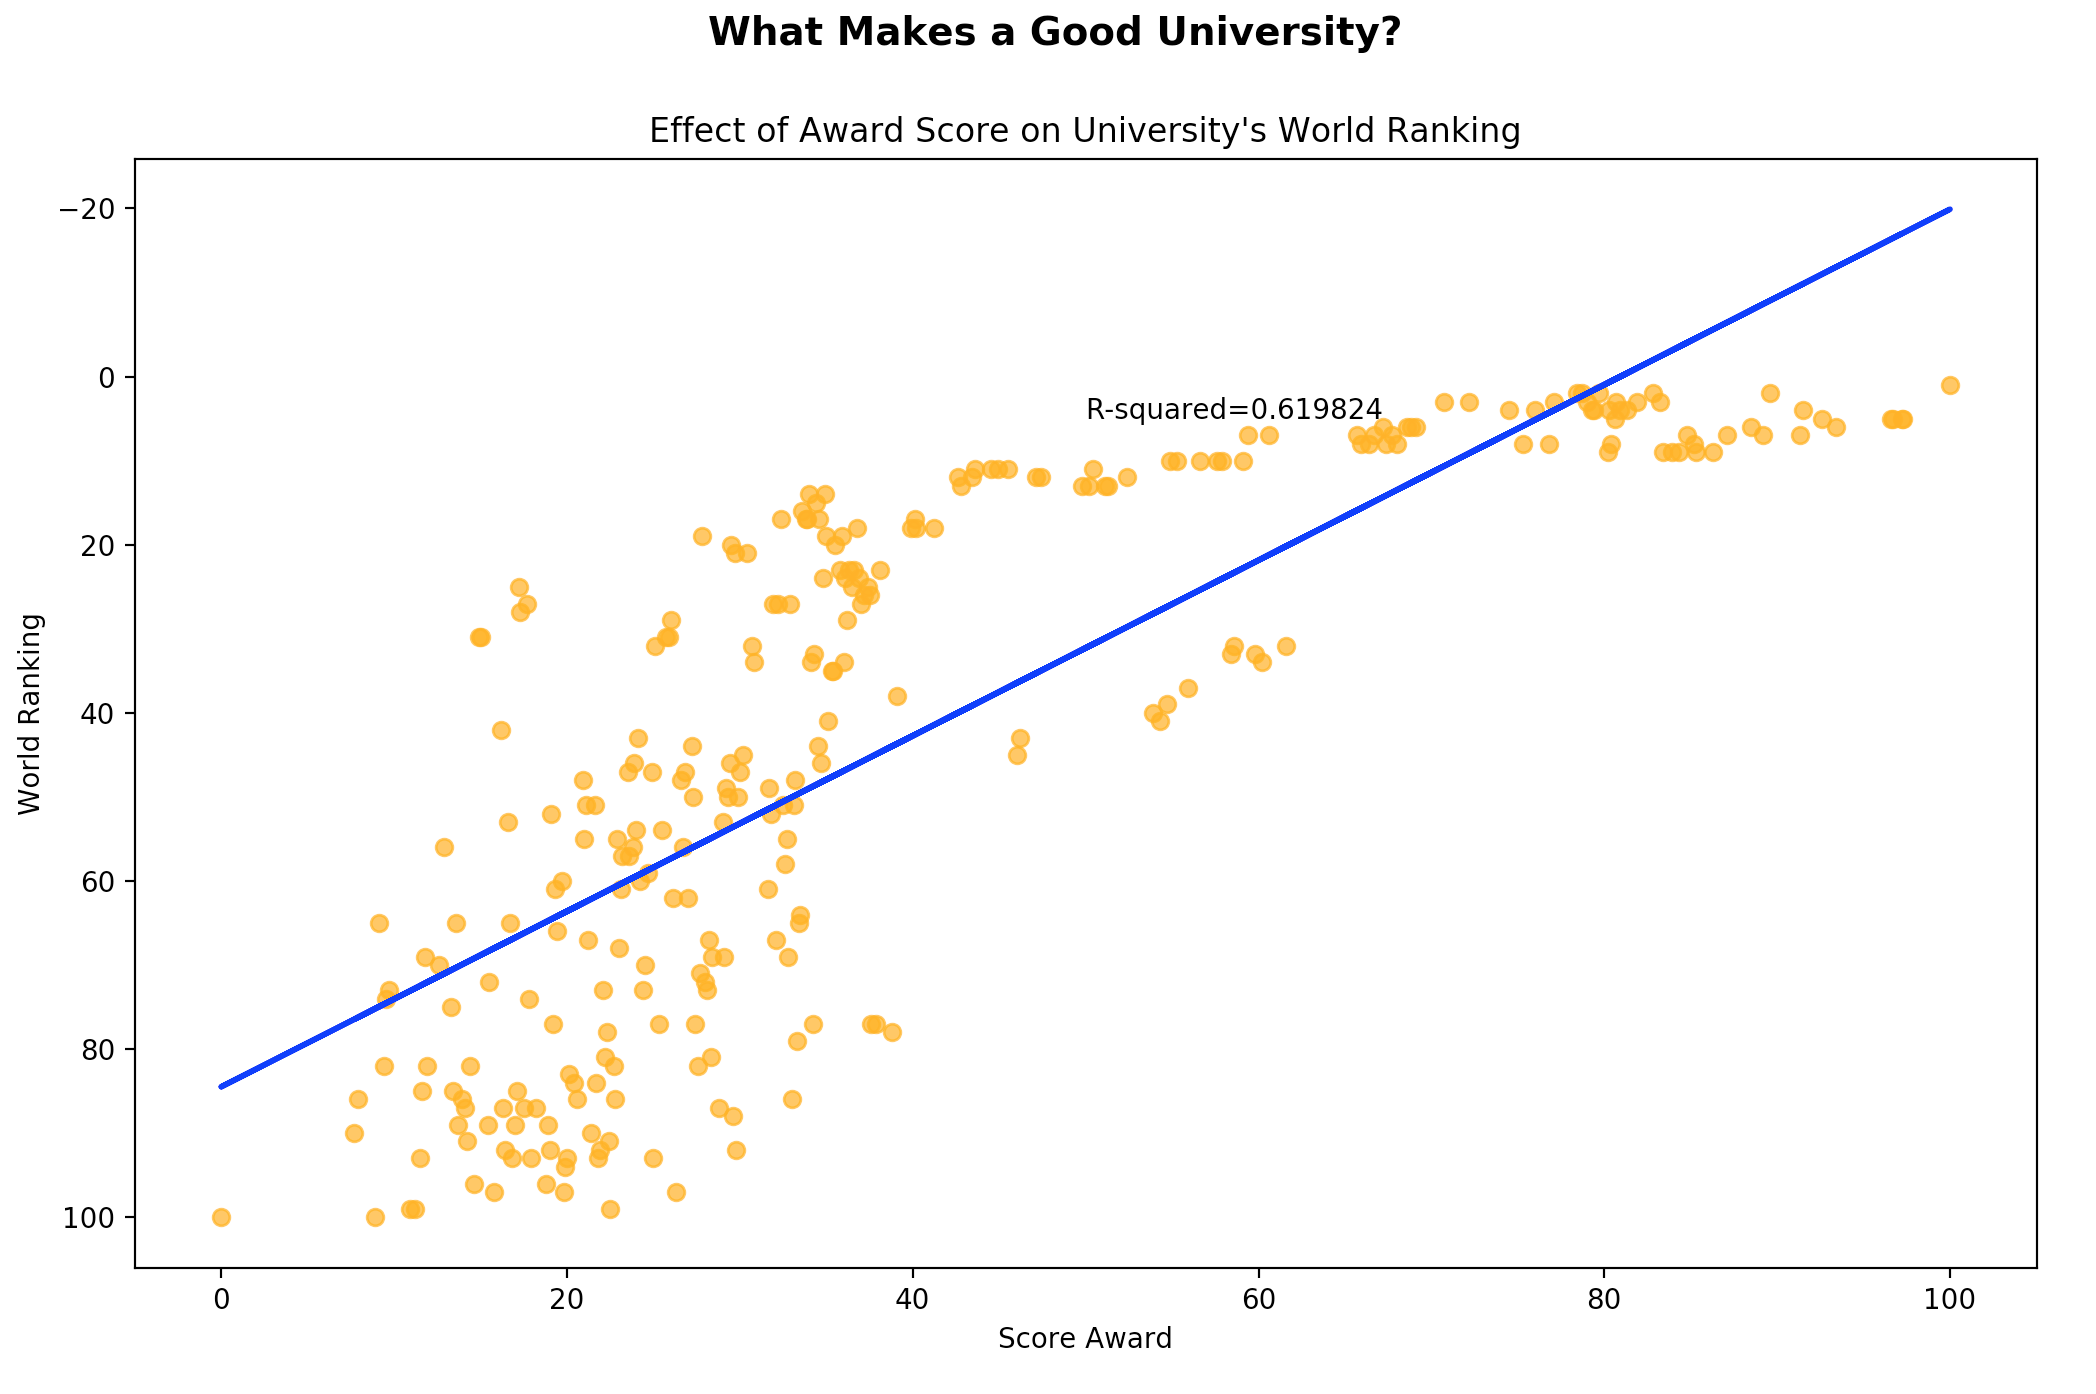 What Makes a Good University?
Effect of Award Score on University's World Ranking
−20
0
20
40
60
80
100
World Ranking
R-squared=0.619824
0 20 40 60 80 100
Score Award